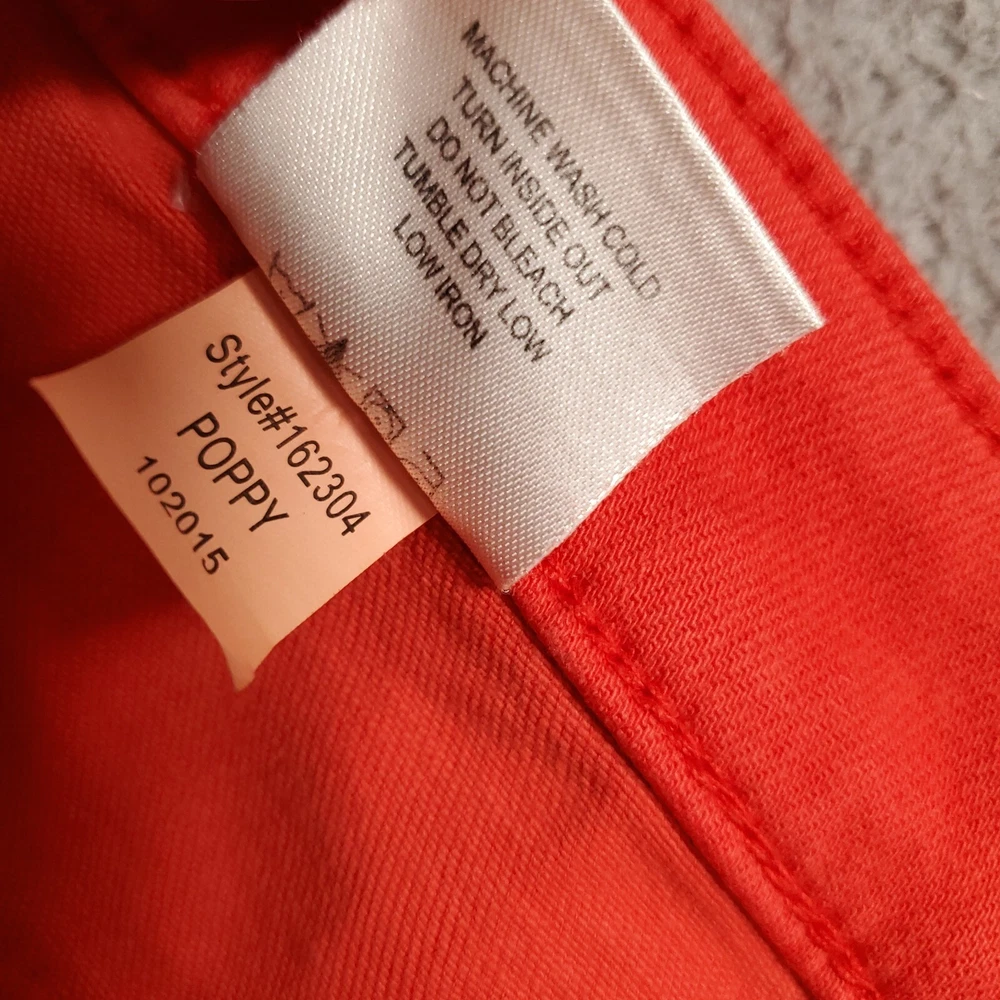 MACHINE WASH COLD
TURN INSIDE OUT
DO NOT BLEACH
TUMBLE DRY LOW
LOW IRON
Style#162304
POPPY
102015